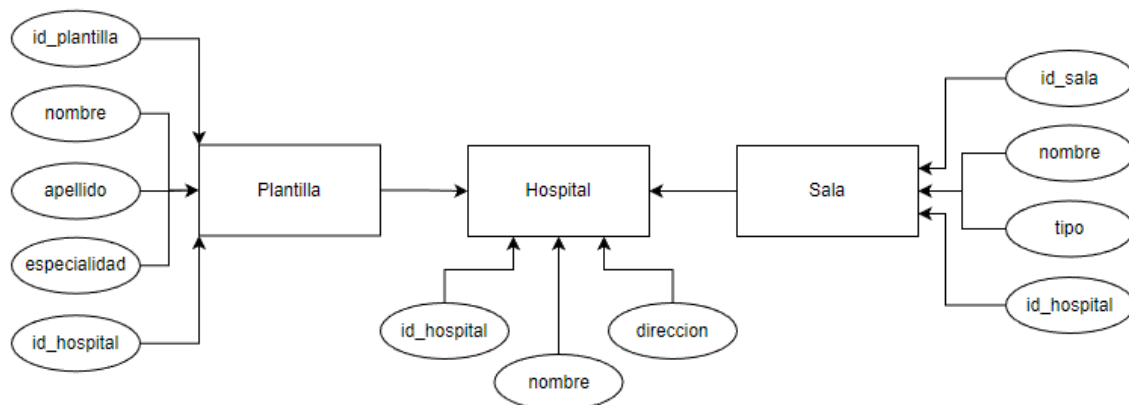 id_plantilla
nombre
apellido
especialidad
id_hospital
Plantilla
Hospital
id_hospital
nombre
direccion
Sala
id_sala
nombre
tipo
id_hospital